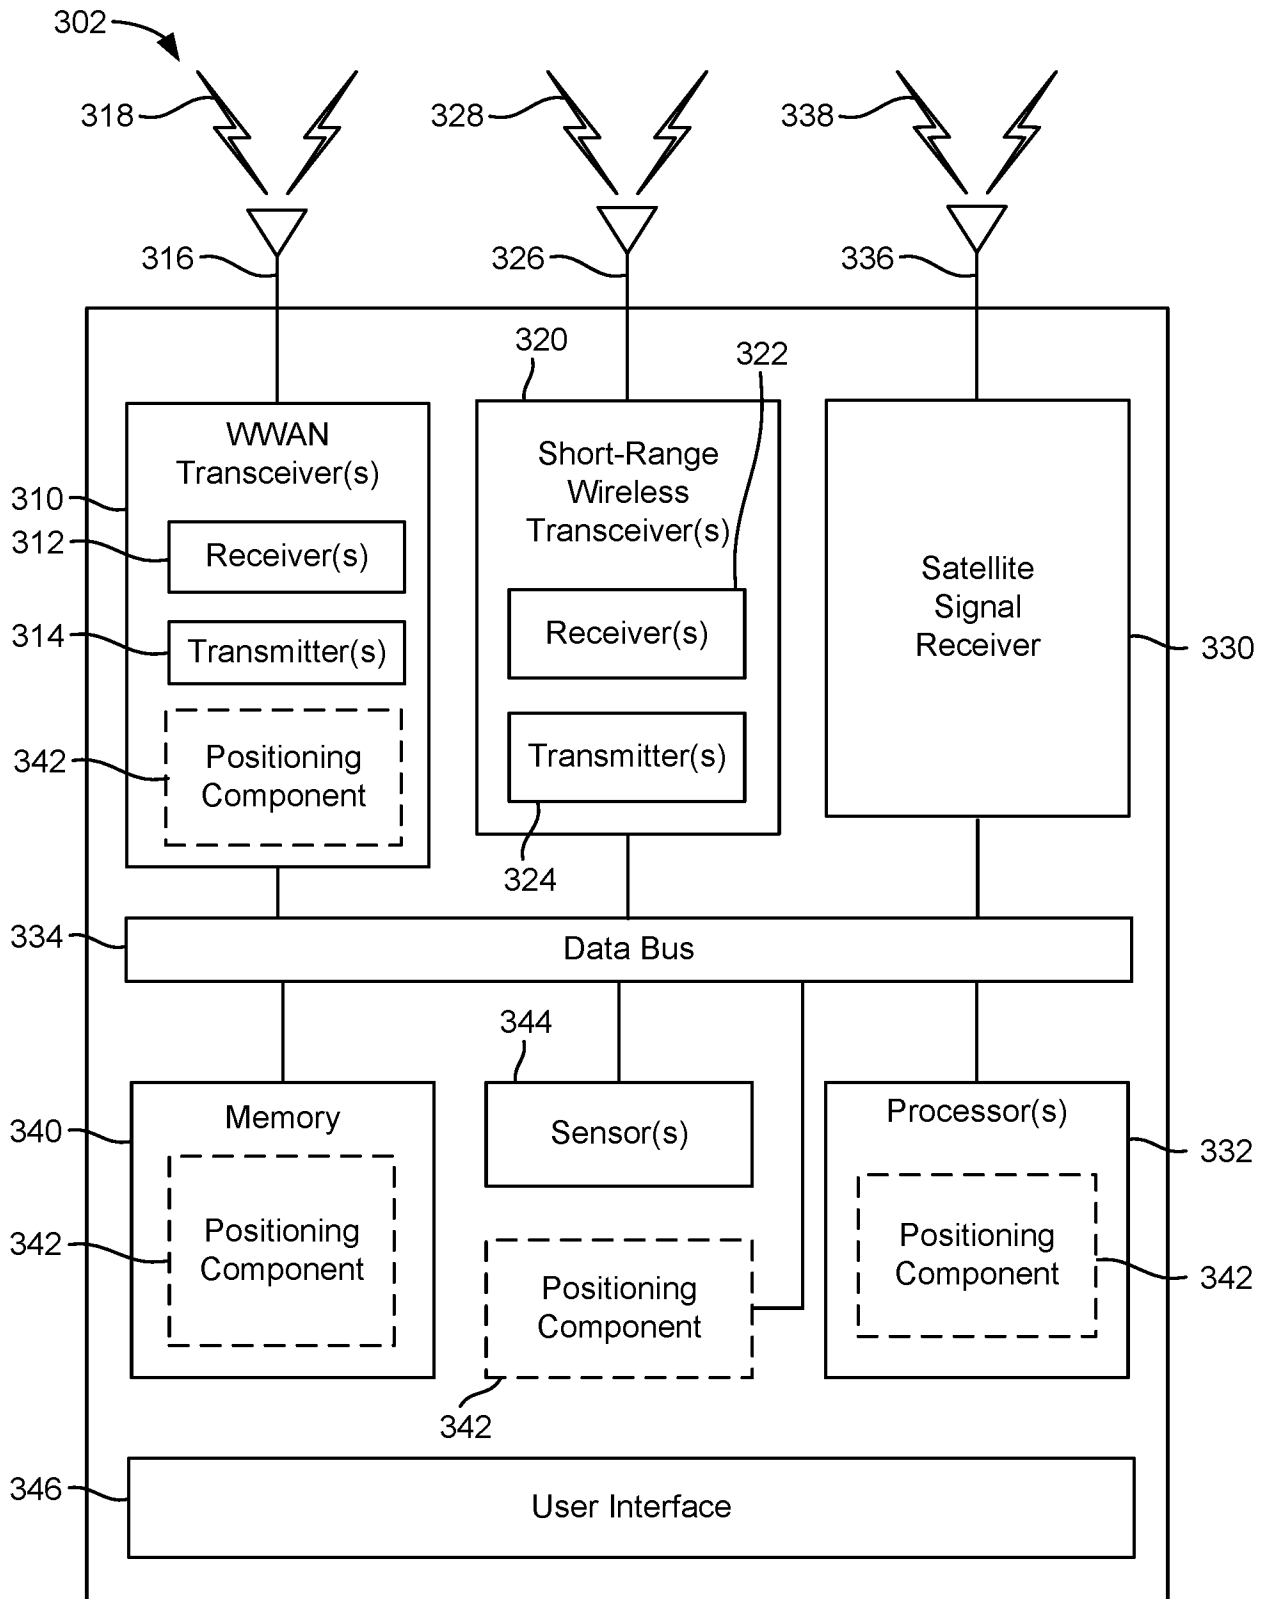 302
318
328
338
316
326
336
320
322
WWAN
Transceiver(s)
Short-Range
Wireless
Transceiver(s)
310
312
Receiver(s)
Satellite
Signal
Receiver
314
Transmitter(s)
Receiver(s)
330
342
Positioning
Component
Transmitter(s)
324
334
Data Bus
344
340
Memory
Sensor(s)
Processor(s)
332
342
Positioning
Component
Positioning
Component
Positioning
Component
342
342
346
User Interface